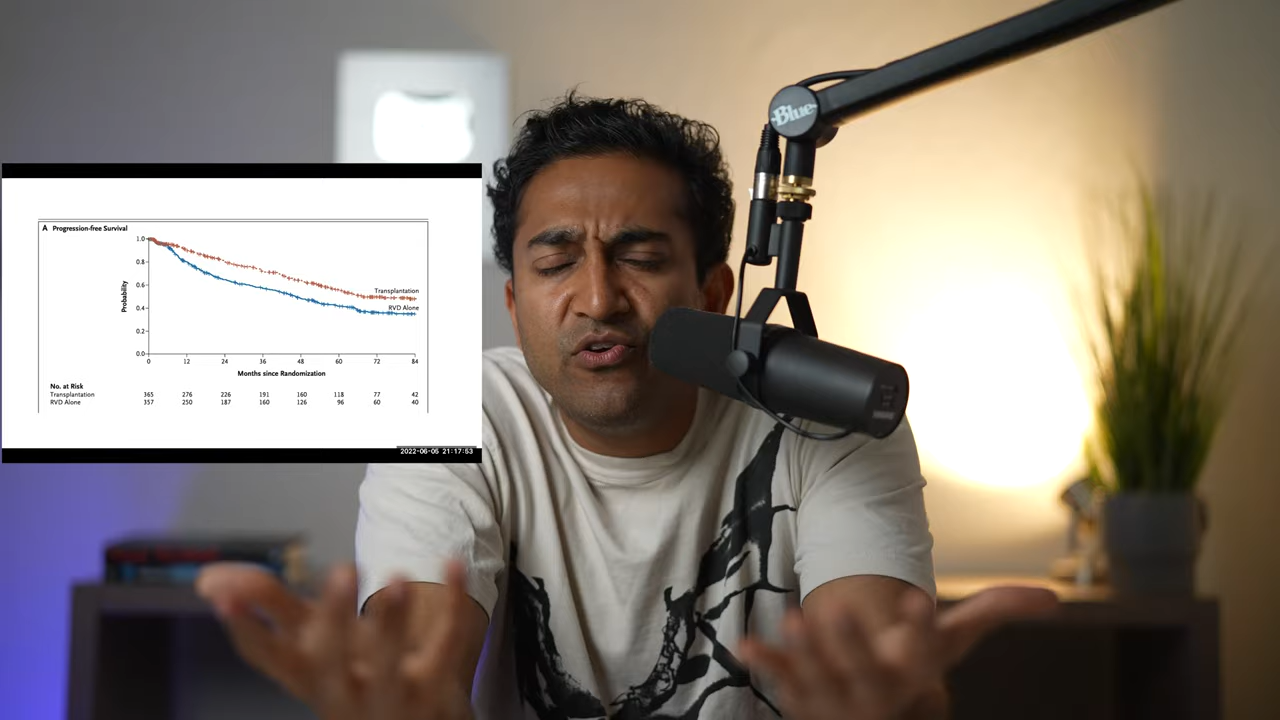 A Progression-free Survival
1.0
0.8
0.6
0.4
0.2
0.0
Probability
Transplantation
RVD Alone
0 12 24 36 48 60 72 84
Months since Randomization
No. at Risk
Transplantation 365 276 226 191 160 118 77 42
RVD Alone 357 250 187 160 126 96 60 40
2022-06-05 21:17:53
Blue